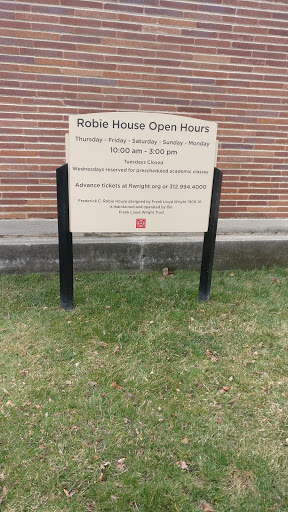 Robie House Open Hours
Thursday - Friday - Saturday - Sunday - Monday
10:00 am - 3:00 pm
Tuesdays Closed
Wednesdays reserved for prescheduled academic classes
Advance tickets at flwright.org or 312.994.4000
Frederick C. Robie House designed by Frank Lloyd Wright 1908-10
is maintained and operated by the
Frank Lloyd Wright Trust